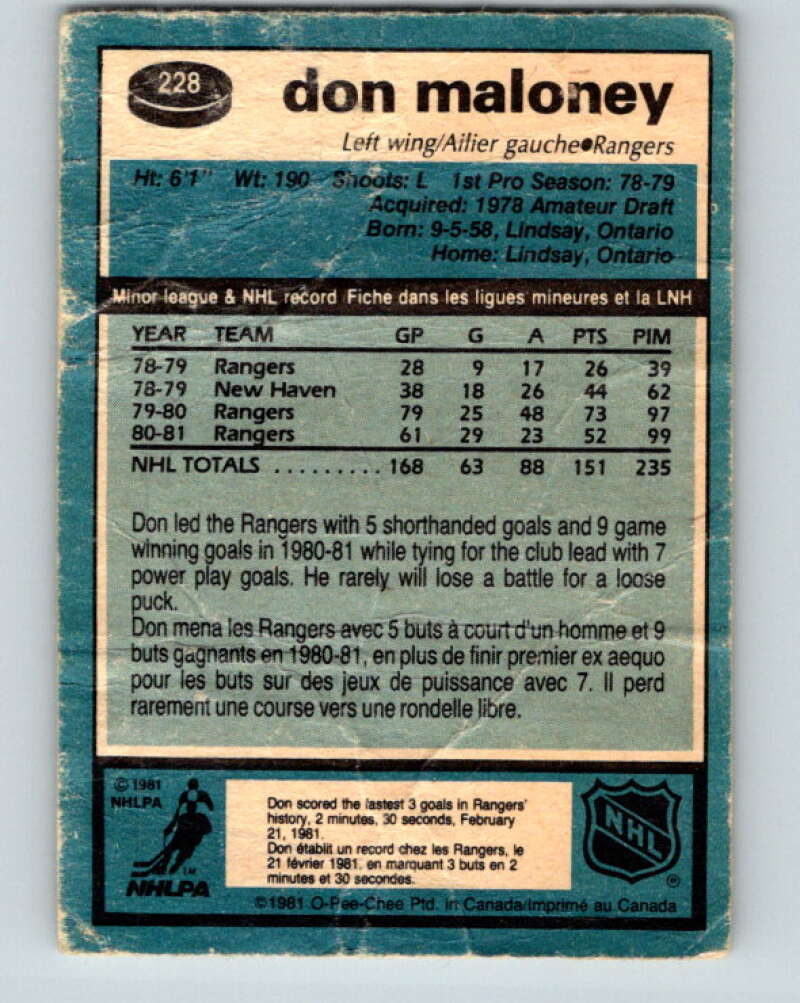 228
don maloney
Left wing/Ailier gauche●Rangers
Ht: 6'1" Wt: 190 Shoots: L 1st Pro Season: 78-79
Acquired: 1978 Amateur Draft
Born: 9-5-58, Lindsay, Ontario
Home: Lindsay, Ontario
Minor league & NHL record Fiche dans les ligues mineures et la LNH
YEAR TEAM GP G A PTS PIM
78-79 Rangers 28 9 17 26 39
78-79 New Haven 38 18 26 44 62
79-80 Rangers 79 25 48 73 97
80-81 Rangers 61 29 23 52 99
NHL TOTALS ......... 168 63 88 151 235
Don led the Rangers with 5 shorthanded goals and 9 game
winning goals in 1980-81 while tying for the club lead with 7
power play goals. He rarely will lose a battle for a loose
puck.
Don mena les Rangers avec 5 buts à court d'un homme et 9
buts gagnants en 1980-81, en plus de finir premier ex aequo
pour les buts sur des jeux de puissance avec 7. Il perd
rarement une course vers une rondelle libre.
© 1981
NHLPA
TM
NHLPA
Don scored the fastest 3 goals in Rangers'
history, 2 minutes, 30 seconds, February
21, 1981.
Don établit un record chez les Rangers, le
21 février 1981, en marquant 3 buts en 2
minutes et 30 secondes.
NHL
®
©1981 O-Pee-Chee Ptd. in Canada/Imprimé au Canada